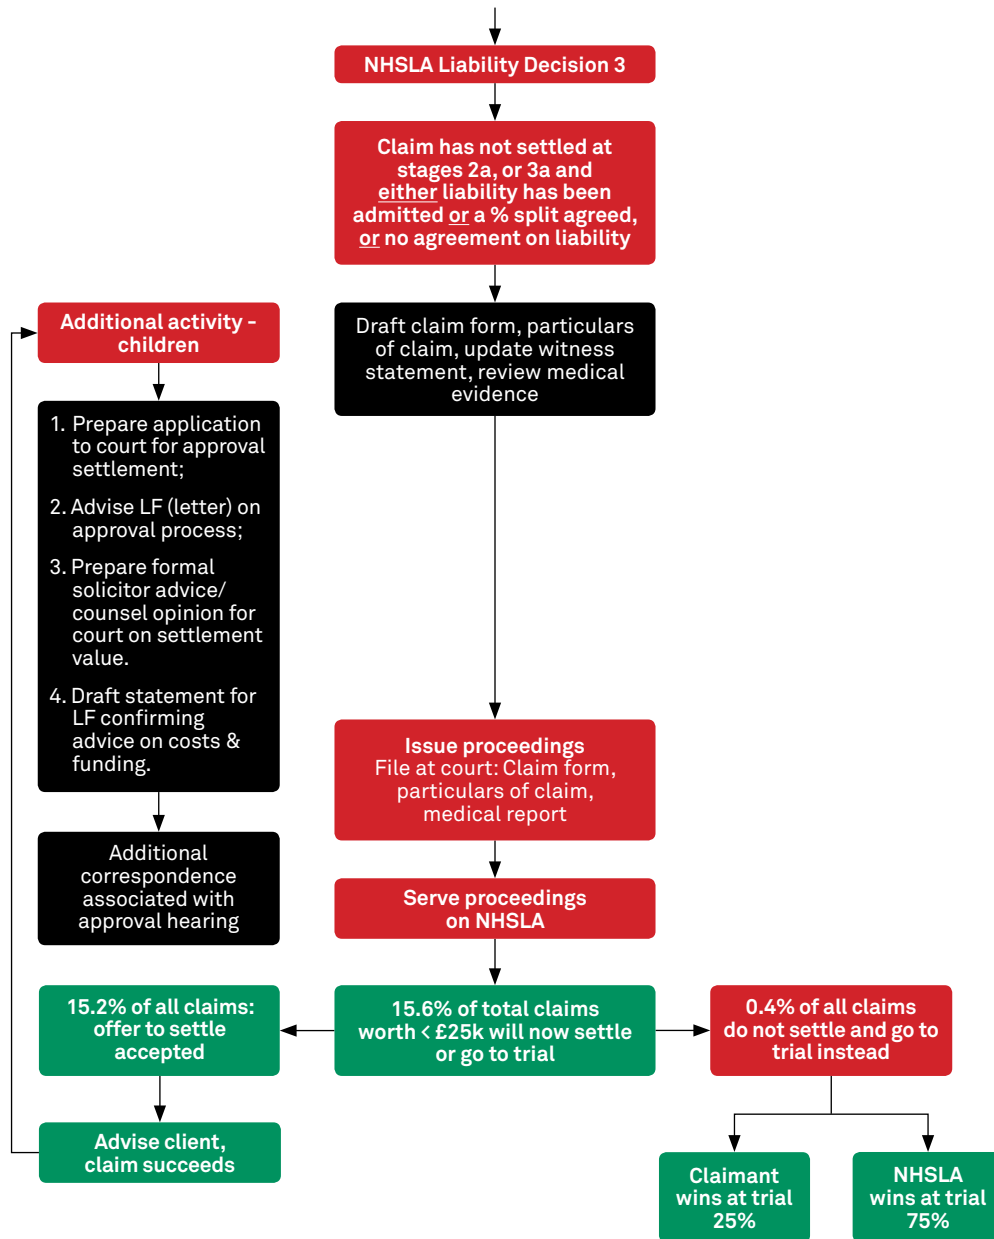 NHSLA Liability Decision 3
Claim has not settled at
stages 2a, or 3a and
either liability has been
admitted or a % split agreed,
or no agreement on liability
Additional activity -
children
Draft claim form, particulars
of claim, update witness
statement, review medical
evidence
1. Prepare application
to court for approval
settlement;
2. Advise LF (letter) on
approval process;
3. Prepare formal
solicitor advice/
counsel opinion for
court on settlement
value.
4. Draft statement for
LF confirming
advice on costs &
funding.
Issue proceedings
File at court: Claim form,
particulars of claim,
medical report
Additional
correspondence
associated with
approval hearing
Serve proceedings
on NHSLA
15.2% of all claims:
offer to settle
accepted
15.6% of total claims
worth < £25k will now settle
or go to trial
0.4% of all claims
do not settle and go to
trial instead
Advise client,
claim succeeds
Claimant
wins at trial
25%
NHSLA
wins at trial
75%